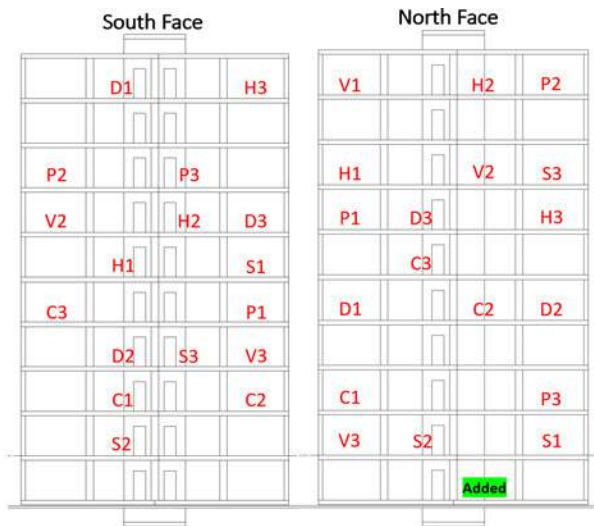 South Face
D1 H3
P2 P3
V2 H2 D3
H1 S1
C3 P1
D2 S3 V3
C1 C2
S2
North Face
V1 H2 P2
H1 V2 S3
P1 D3 H3
C3
D1 C2 D2
C1 P3
V3 S2 S1
Added